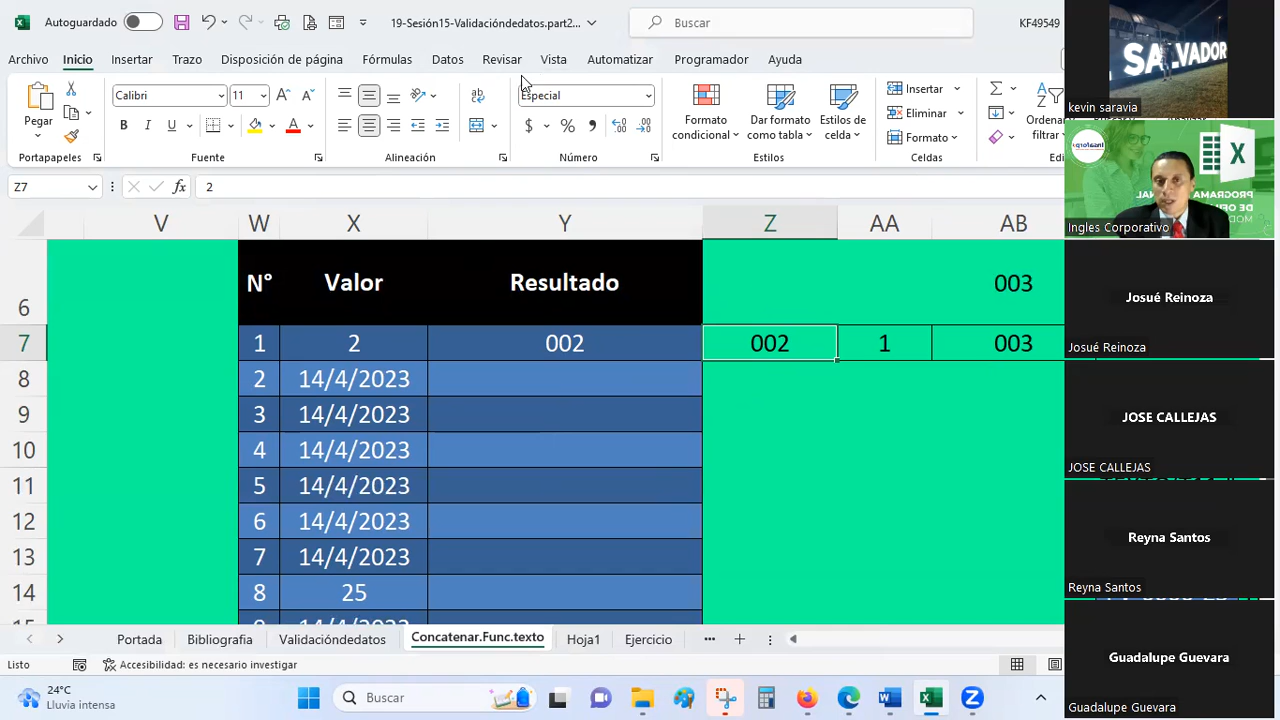 Autoguardado
19-Sesión15-Validacióndedatos.part2...
Buscar
KF49549
Archivo Inicio Insertar Trazo Disposición de página Fórmulas Datos Revisar Vista Automatizar Programador Ayuda
Pegar
Calibri 11
N K S
ab
Especial
$ % 000
Formato condicional
Dar formato como tabla
Estilos de celda
Insertar
Eliminar
Formato
Ordenar
filtrar
Portapapeles Fuente Alineación Número Estilos Celdas
Z7
fx 2
V W X Y Z AA AB
6 N° Valor Resultado 003
7 1 2 002 002 1 003
8 2 14/4/2023
9 3 14/4/2023
10 4 14/4/2023
11 5 14/4/2023
12 6 14/4/2023
13 7 14/4/2023
14 8 25
Portada Bibliografia Validacióndedatos Concatenar.Func.texto Hoja1 Ejercicio
Listo Accesibilidad: es necesario investigar
24°C
Lluvia intensa
Buscar
SALVADOR
kevin saravia
Ingles Corporativo
Josué Reinoza
Josué Reinoza
JOSE CALLEJAS
JOSE CALLEJAS
Reyna Santos
Reyna Santos
Guadalupe Guevara
Guadalupe Guevara